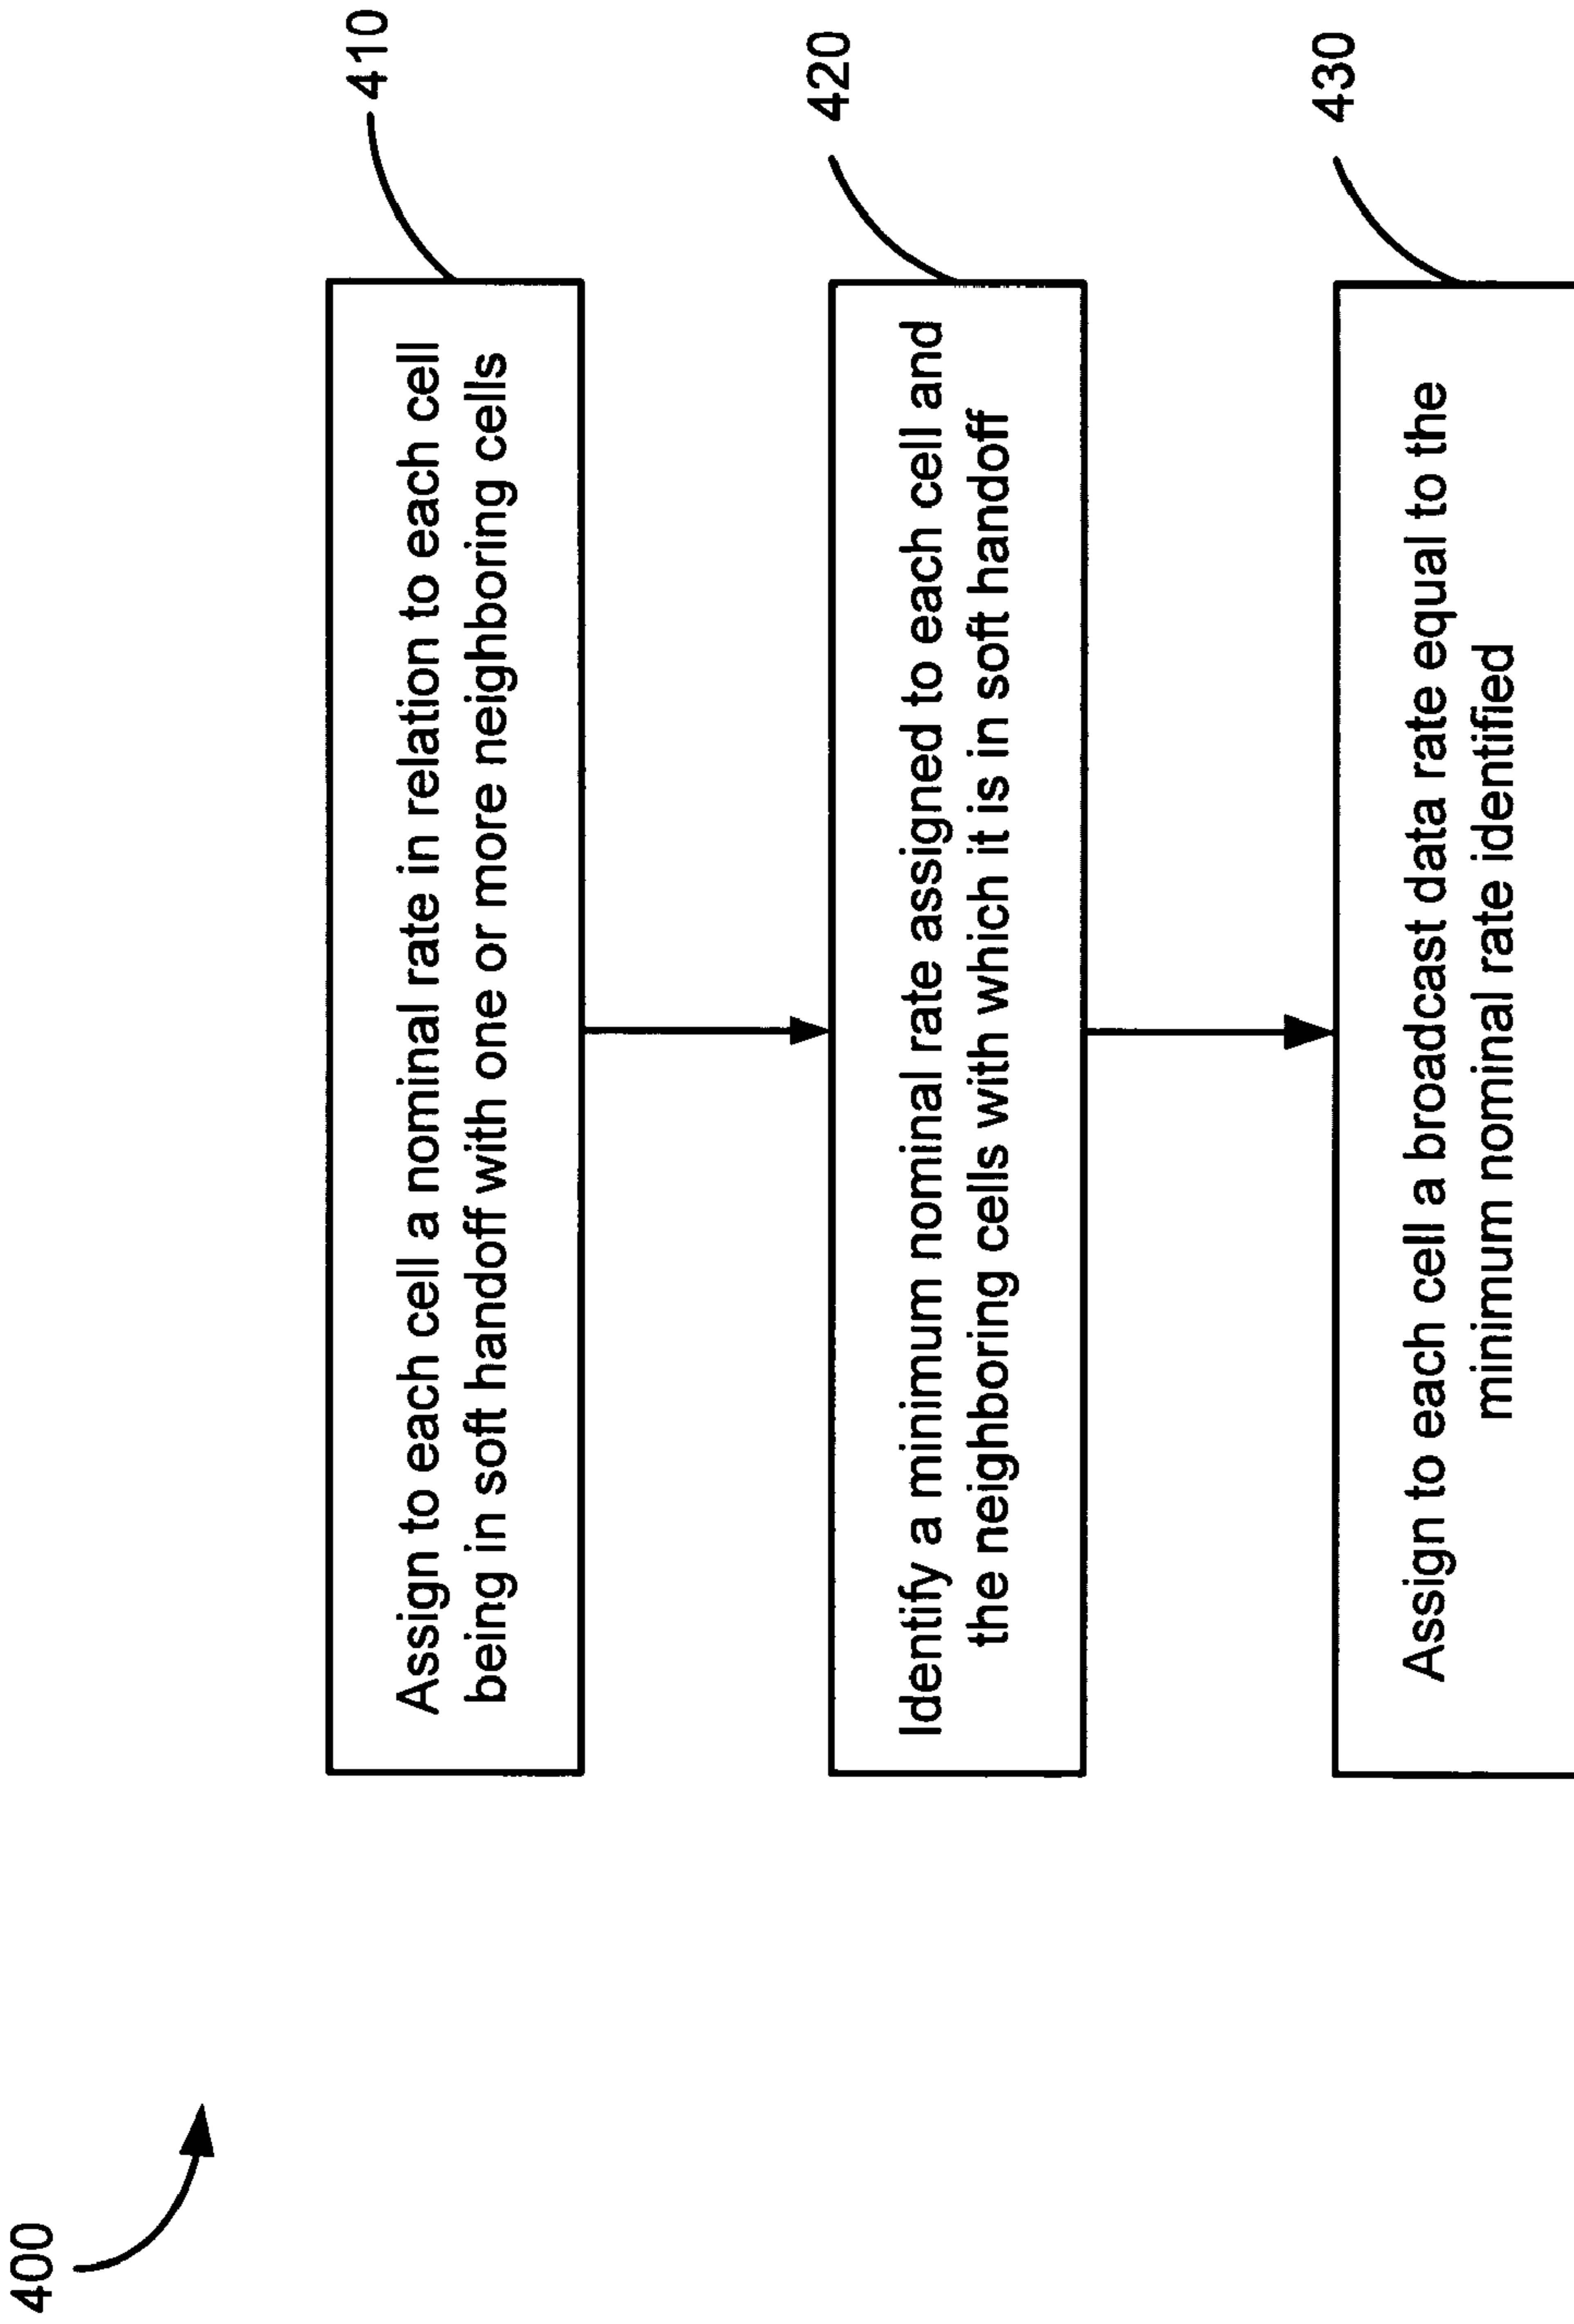 400
410
Assign to each cell a nominal rate in relation to each cell
being in soft handoff with one or more neighboring cells
420
Identify a minimum nominal rate assigned to each cell and
the neighboring cells with which it is in soft handoff
430
Assign to each cell a broadcast data rate equal to the
minimum nominal rate identified